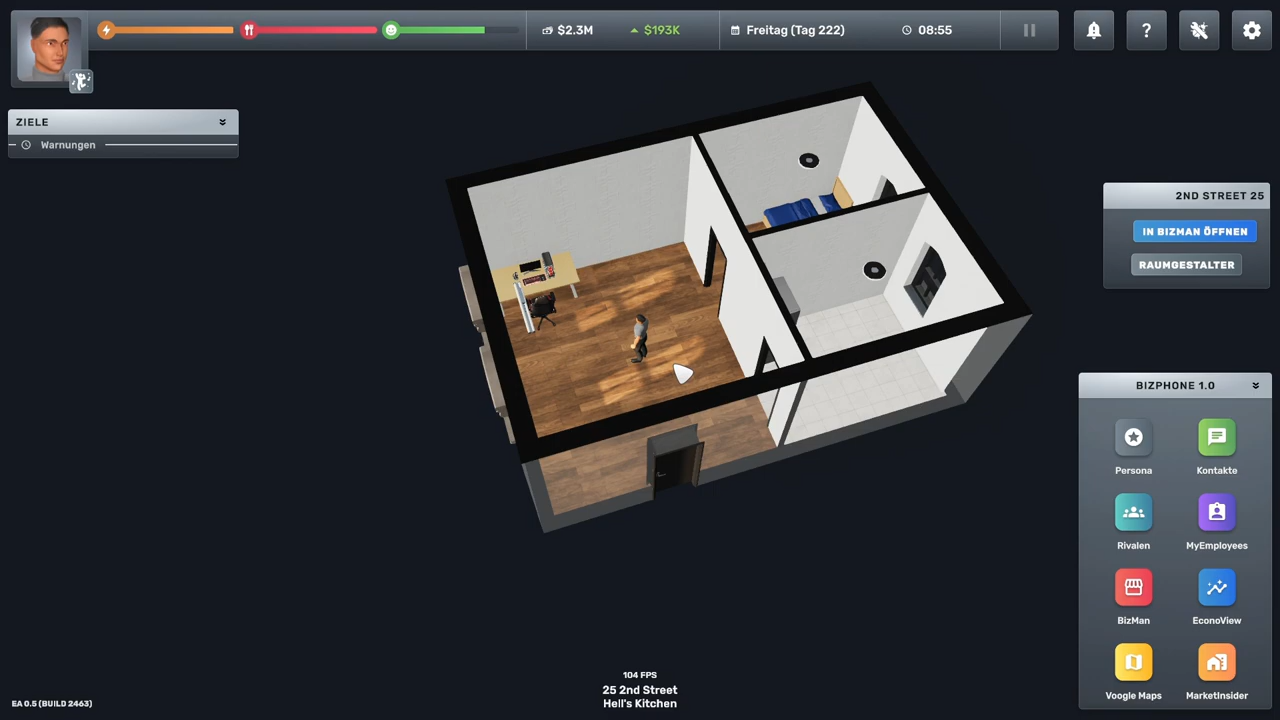 $2.3M
$193K
Freitag (Tag 222)
08:55
?
ZIELE
Warnungen
2ND STREET 25
IN BIZMAN ÖFFNEN
RAUMGESTALTER
BIZPHONE 1.0
Persona
Kontakte
Rivalen
MyEmployees
BizMan
EconoView
Voogle Maps
MarketInsider
104 FPS
25 2nd Street
Hell's Kitchen
EA 0.5 (BUILD 2463)